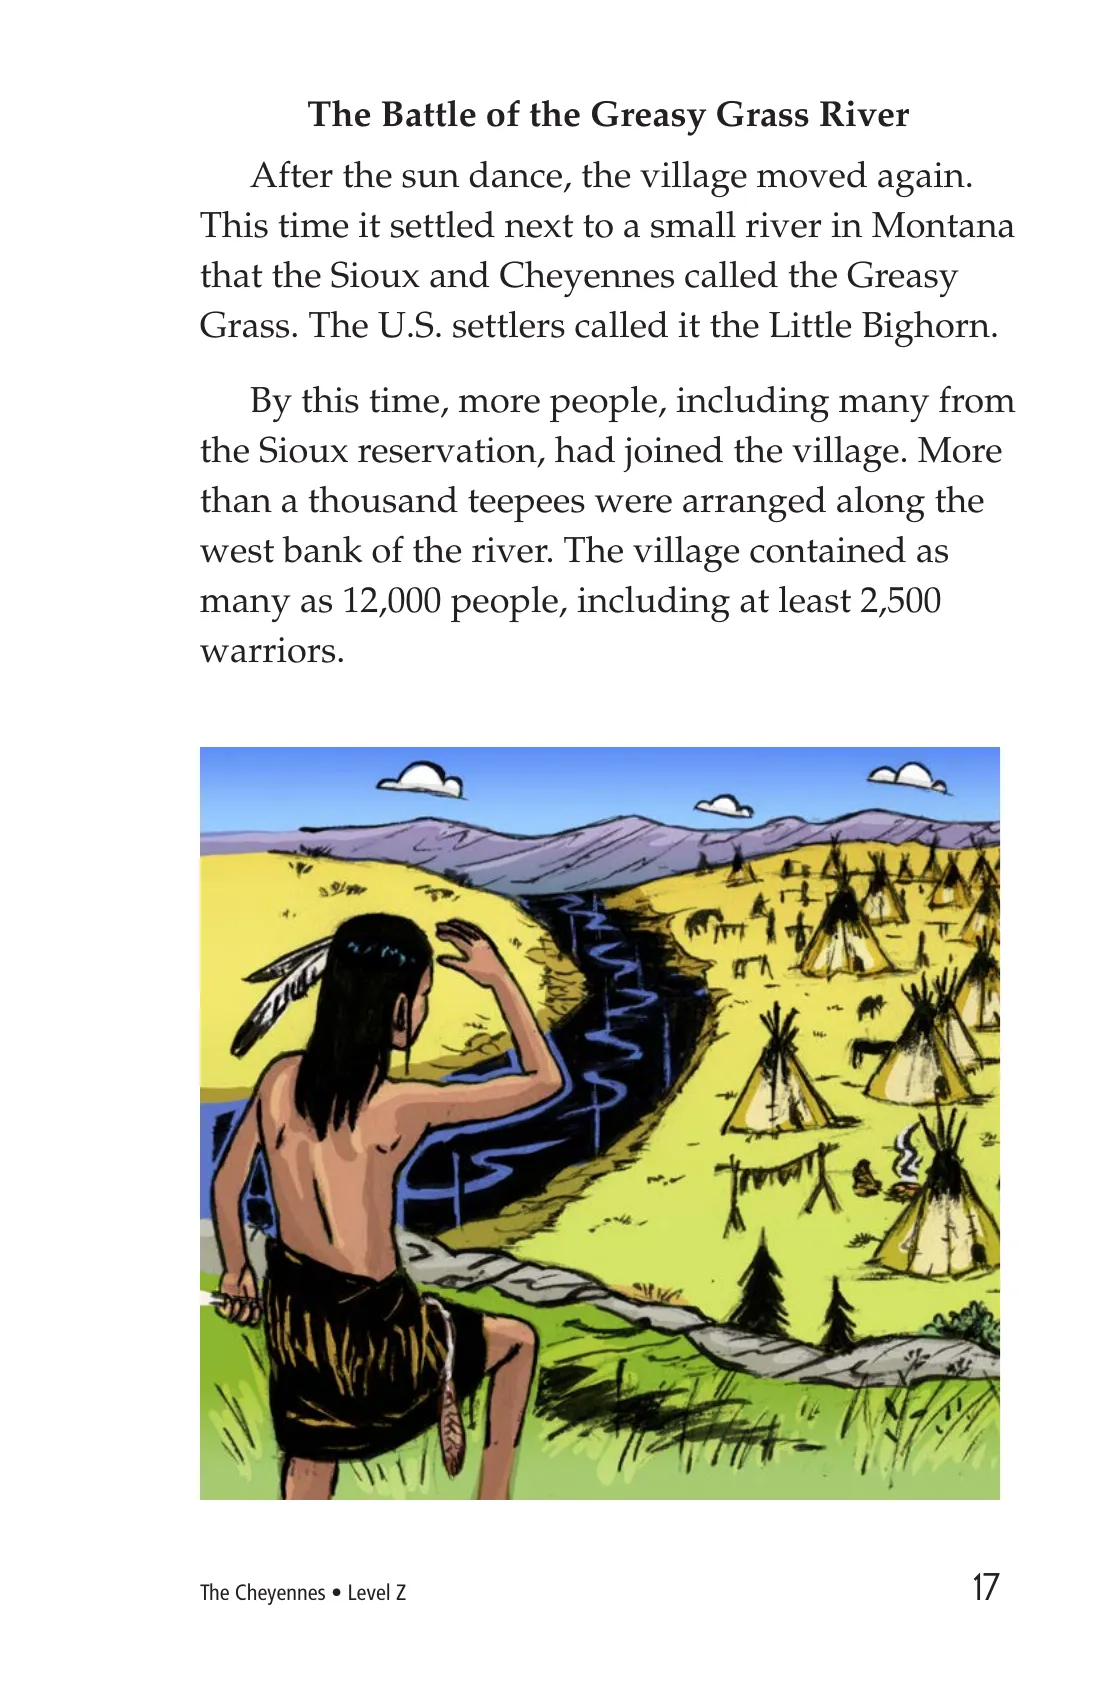 The Battle of the Greasy Grass River
After the sun dance, the village moved again.
This time it settled next to a small river in Montana
that the Sioux and Cheyennes called the Greasy
Grass. The U.S. settlers called it the Little Bighorn.
By this time, more people, including many from
the Sioux reservation, had joined the village. More
than a thousand teepees were arranged along the
west bank of the river. The village contained as
many as 12,000 people, including at least 2,500
warriors.
The Cheyennes • Level Z
17